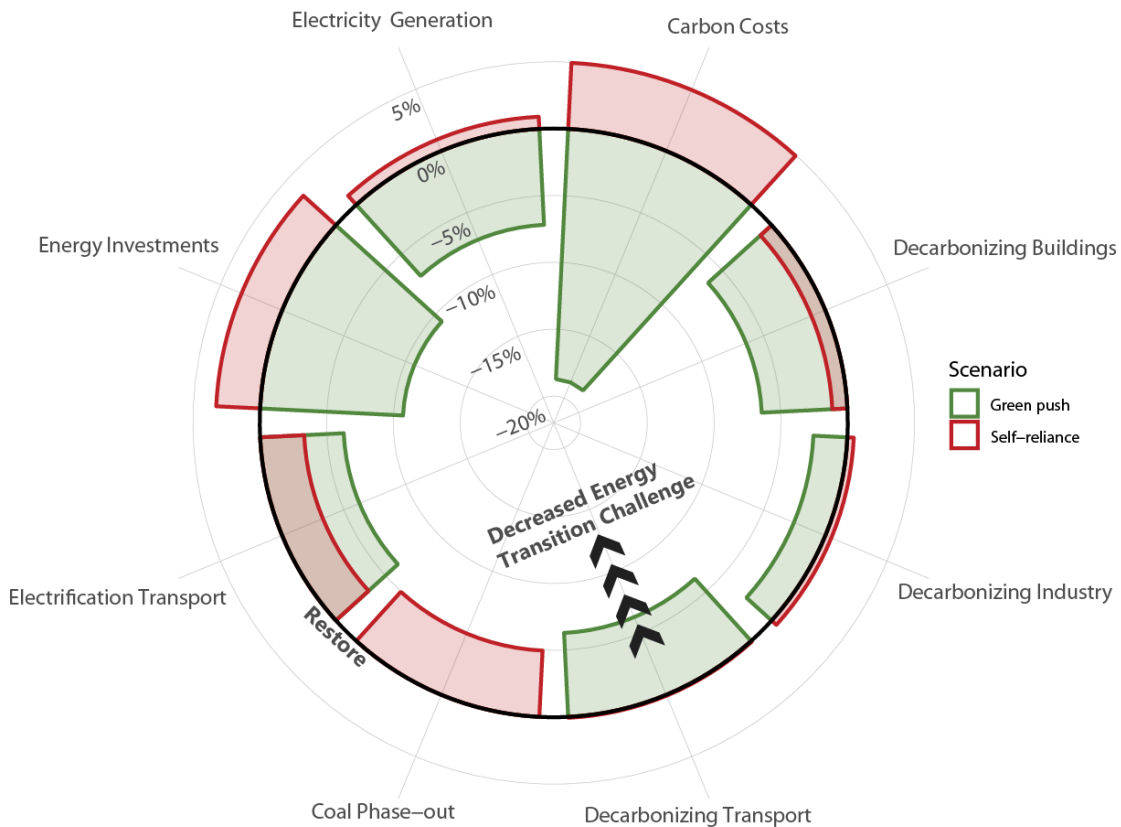 Electricity Generation
Carbon Costs
5%
0%
−5%
Energy Investments
Decarbonizing Buildings
−10%
−15%
Scenario
Green push
−20%
Self−reliance
Decreased Energy
Transition Challenge
Electrification Transport
Decarbonizing Industry
Restore
Coal Phase−out
Decarbonizing Transport